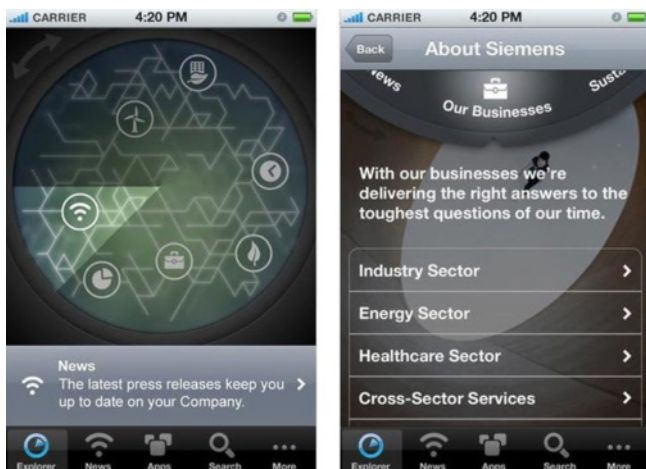 CARRIER 4:20 PM
News
The latest press releases keep you
up to date on your Company.
Explorer News Apps Search More
CARRIER 4:20 PM
Back About Siemens
News Our Businesses Susta
With our businesses we're
delivering the right answers to the
toughest questions of our time.
Industry Sector
Energy Sector
Healthcare Sector
Cross-Sector Services
Explorer News Apps Search More